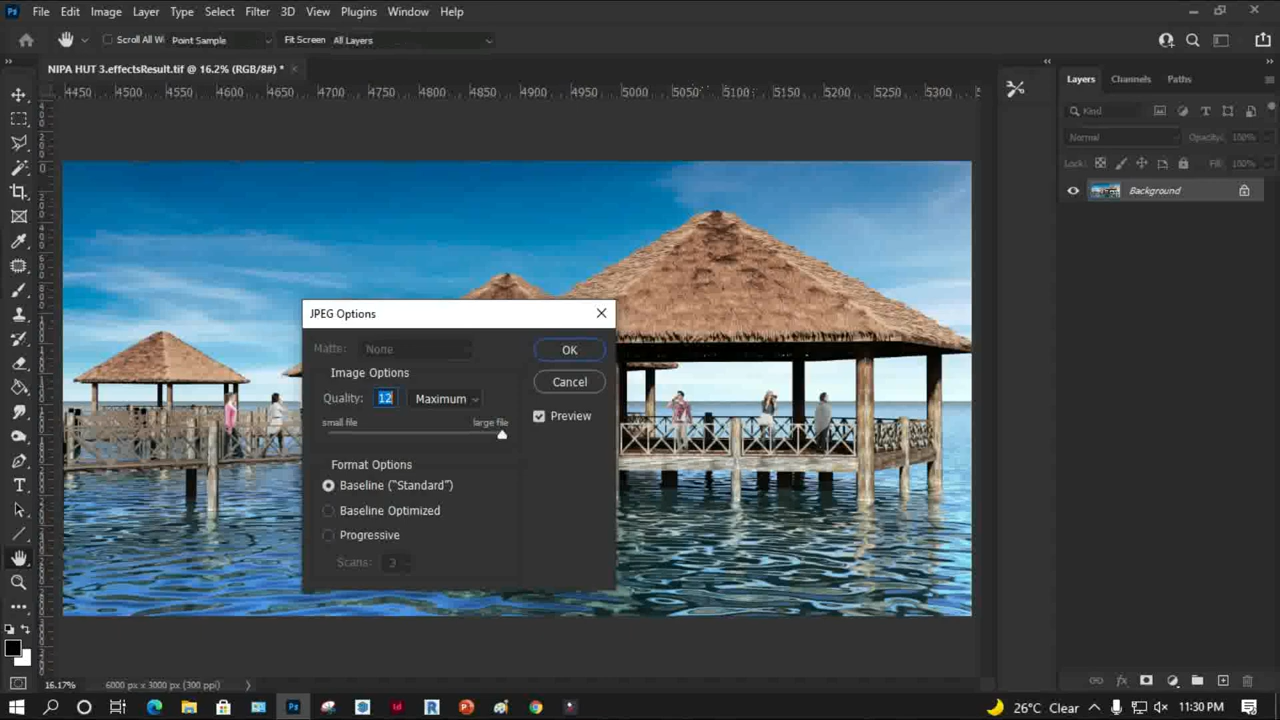 Ps File Edit Image Layer Type Select Filter 3D View Plugins Window Help
Scroll All Wi Point Sample Fit Screen All Layers
NIPA HUT 3.effectsResult.tif @ 16.2% (RGB/8#) * ×
4450 4500 4550 4600 4650 4700 4750 4800 4850 4900 4950 5000 5050 5100 5150 5200 5250 5300
Layers Channels Paths
Kind
Normal Opacity: 100%
Lock: Fill: 100%
Background
JPEG Options
Matte: None
OK
Image Options
Cancel
Quality: 12 Maximum
Preview
small file large file
Format Options
Baseline ("Standard")
Baseline Optimized
Progressive
Scans: 3
16.17% 6000 px x 3000 px (300 ppi)
26°C Clear 11:30 PM